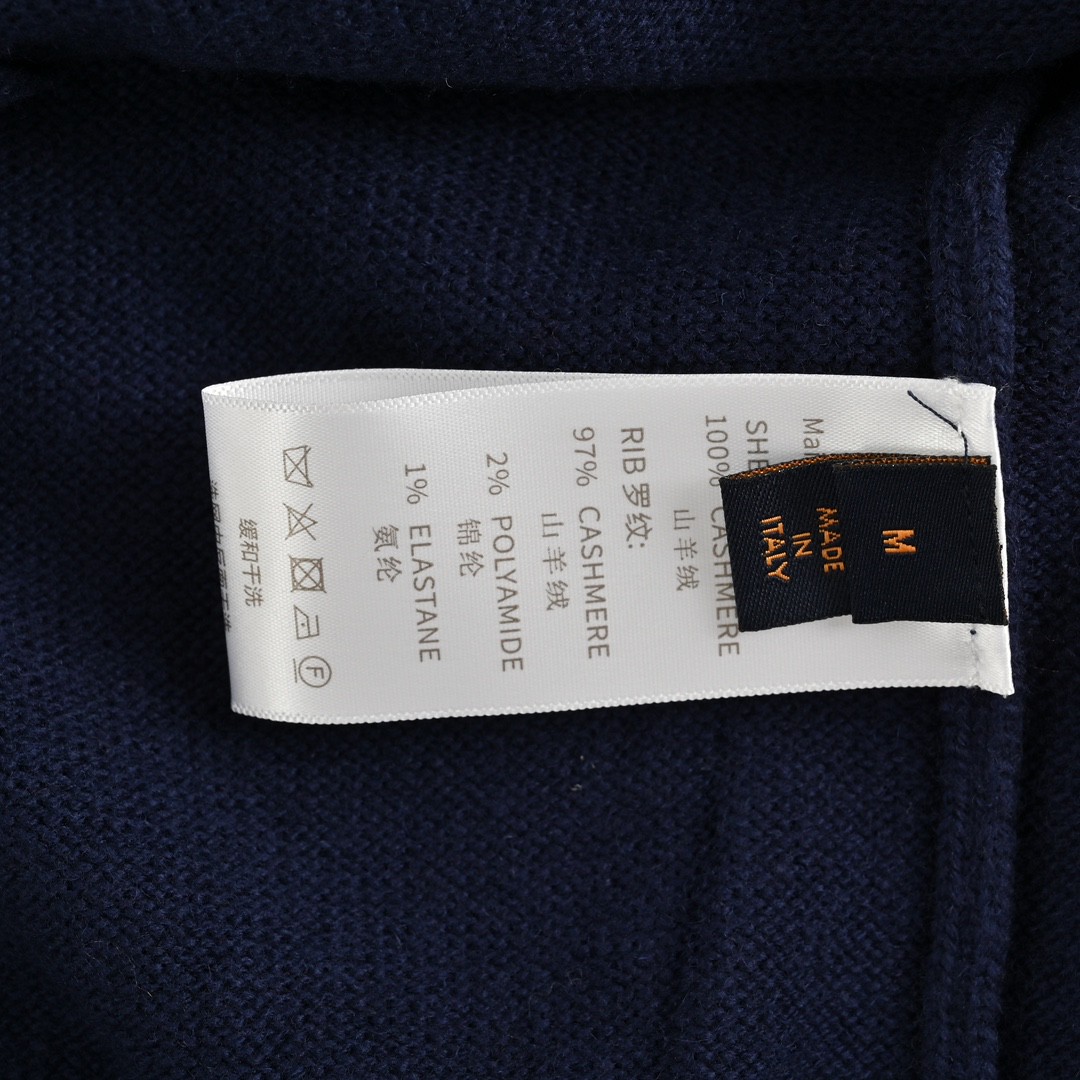 M
MADE
IN
ITALY
100% CASHMERE
山羊绒
RIB 罗纹:
97% CASHMERE
山羊绒
2% POLYAMIDE
锦纶
1% ELASTANE
氨纶
F
缓和干洗